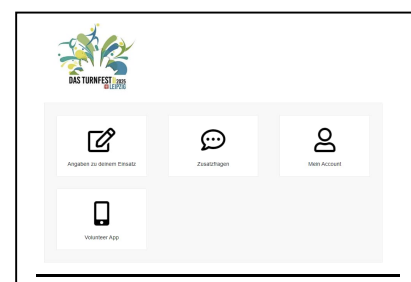 DAS TURNFEST 2025
LEIPZIG
Angaben zu deinem Einsatz
Zusatzfragen
Mein Account
Volunteer App